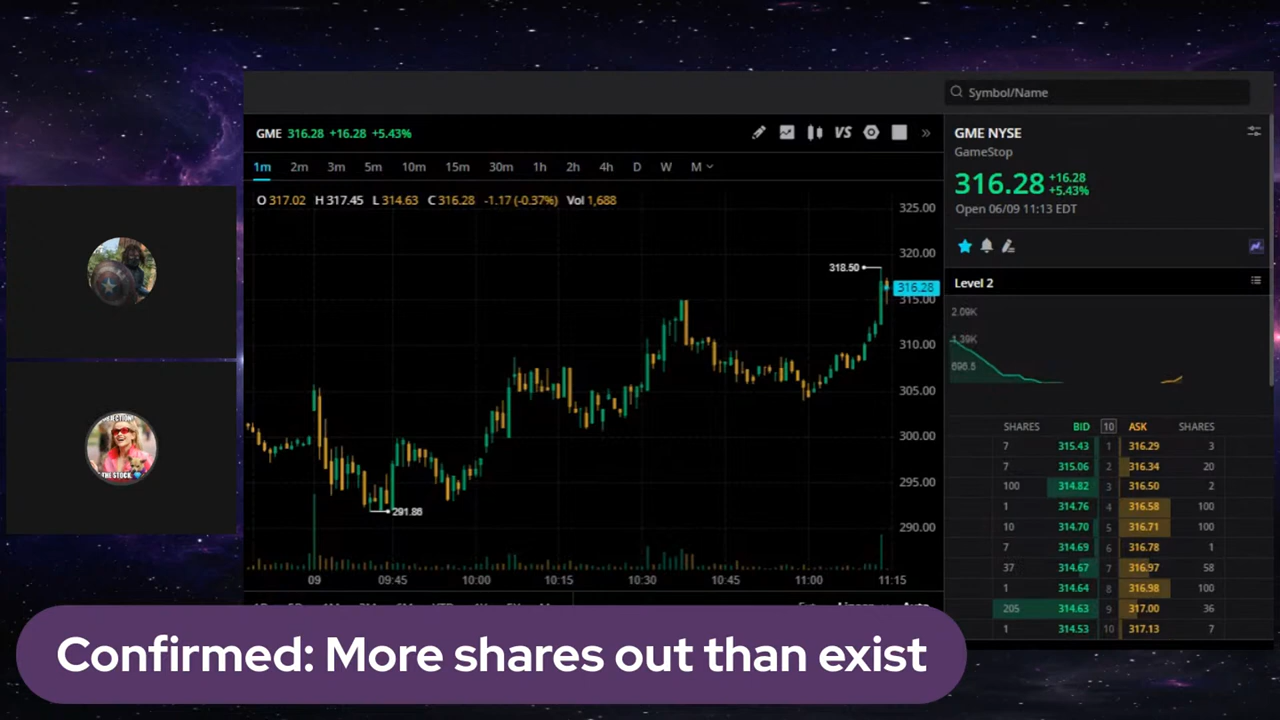 Symbol/Name
GME 316.28 +16.28 +5.43%
VS
1m 2m 3m 5m 10m 15m 30m 1h 2h 4h D W M
O 317.02 H 317.45 L 314.63 C 316.28 -1.17 (-0.37%) Vol 1,688
325.00
320.00
318.50
316.28
315.00
310.00
305.00
300.00
295.00
291.86
290.00
09 09:45 10:00 10:15 10:30 10:45 11:00 11:15
GME NYSE
GameStop
316.28 +16.28
+5.43%
Open 06/09 11:13 EDT
Level 2
2.09K
1.39K
696.5
SHARES BID 10 ASK SHARES
7 315.43 1 316.29 3
7 315.06 2 316.34 20
100 314.82 3 316.50 2
1 314.76 4 316.58 100
10 314.70 5 316.71 100
7 314.69 6 316.78 1
37 314.67 7 316.97 58
1 314.64 8 316.98 100
205 314.63 9 317.00 36
1 314.53 10 317.13 7
THE STOCK
Confirmed: More shares out than exist